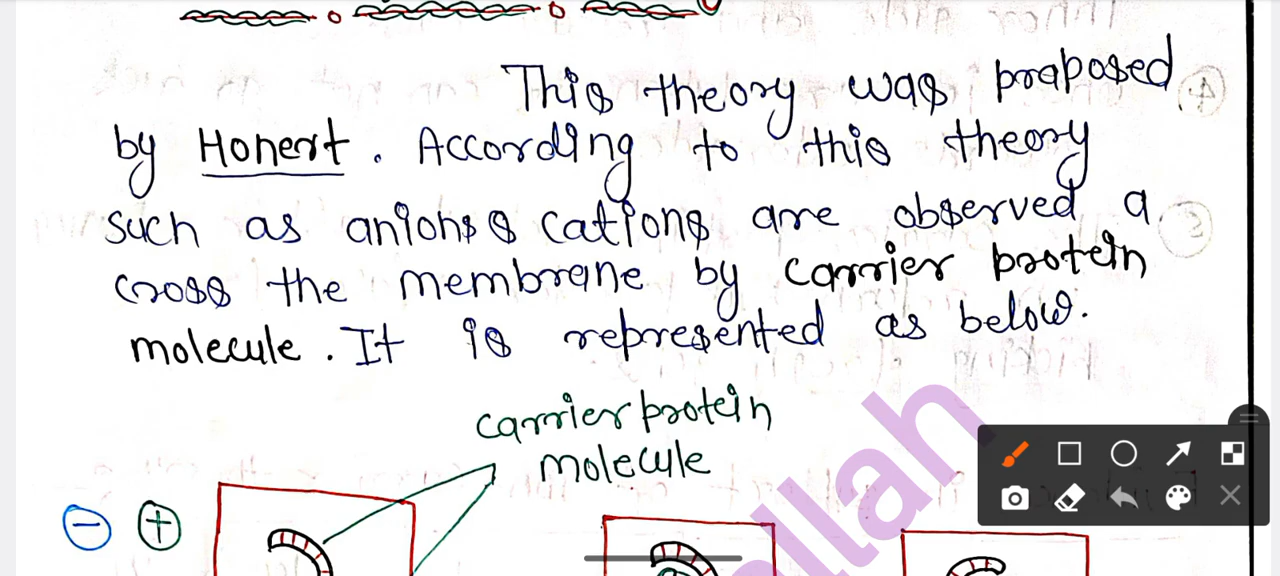 This theory was praposed
by Honert. According to this theory
such as anions & cations are observed a
cross the membrane by carrier protein
molecule. It is represented as below.
carrier protein
molecule
- +